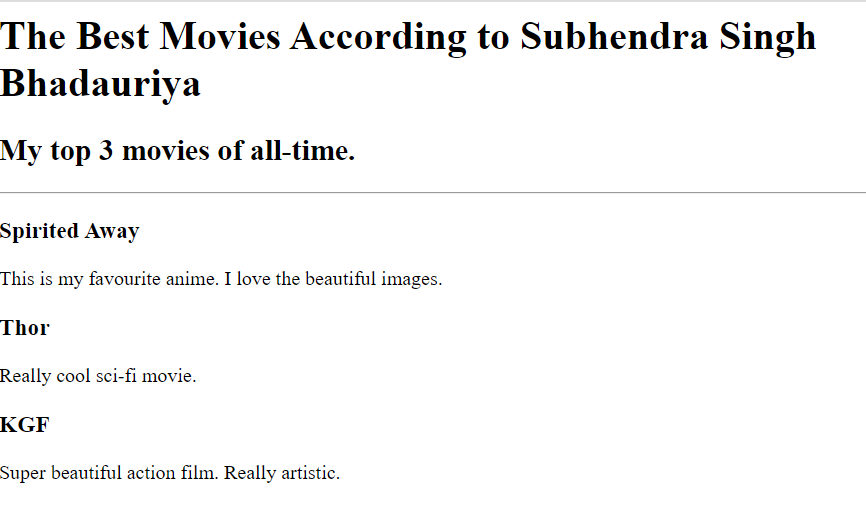 The Best Movies According to Subhendra Singh
Bhadauriya
My top 3 movies of all-time.
Spirited Away
This is my favourite anime. I love the beautiful images.
Thor
Really cool sci-fi movie.
KGF
Super beautiful action film. Really artistic.